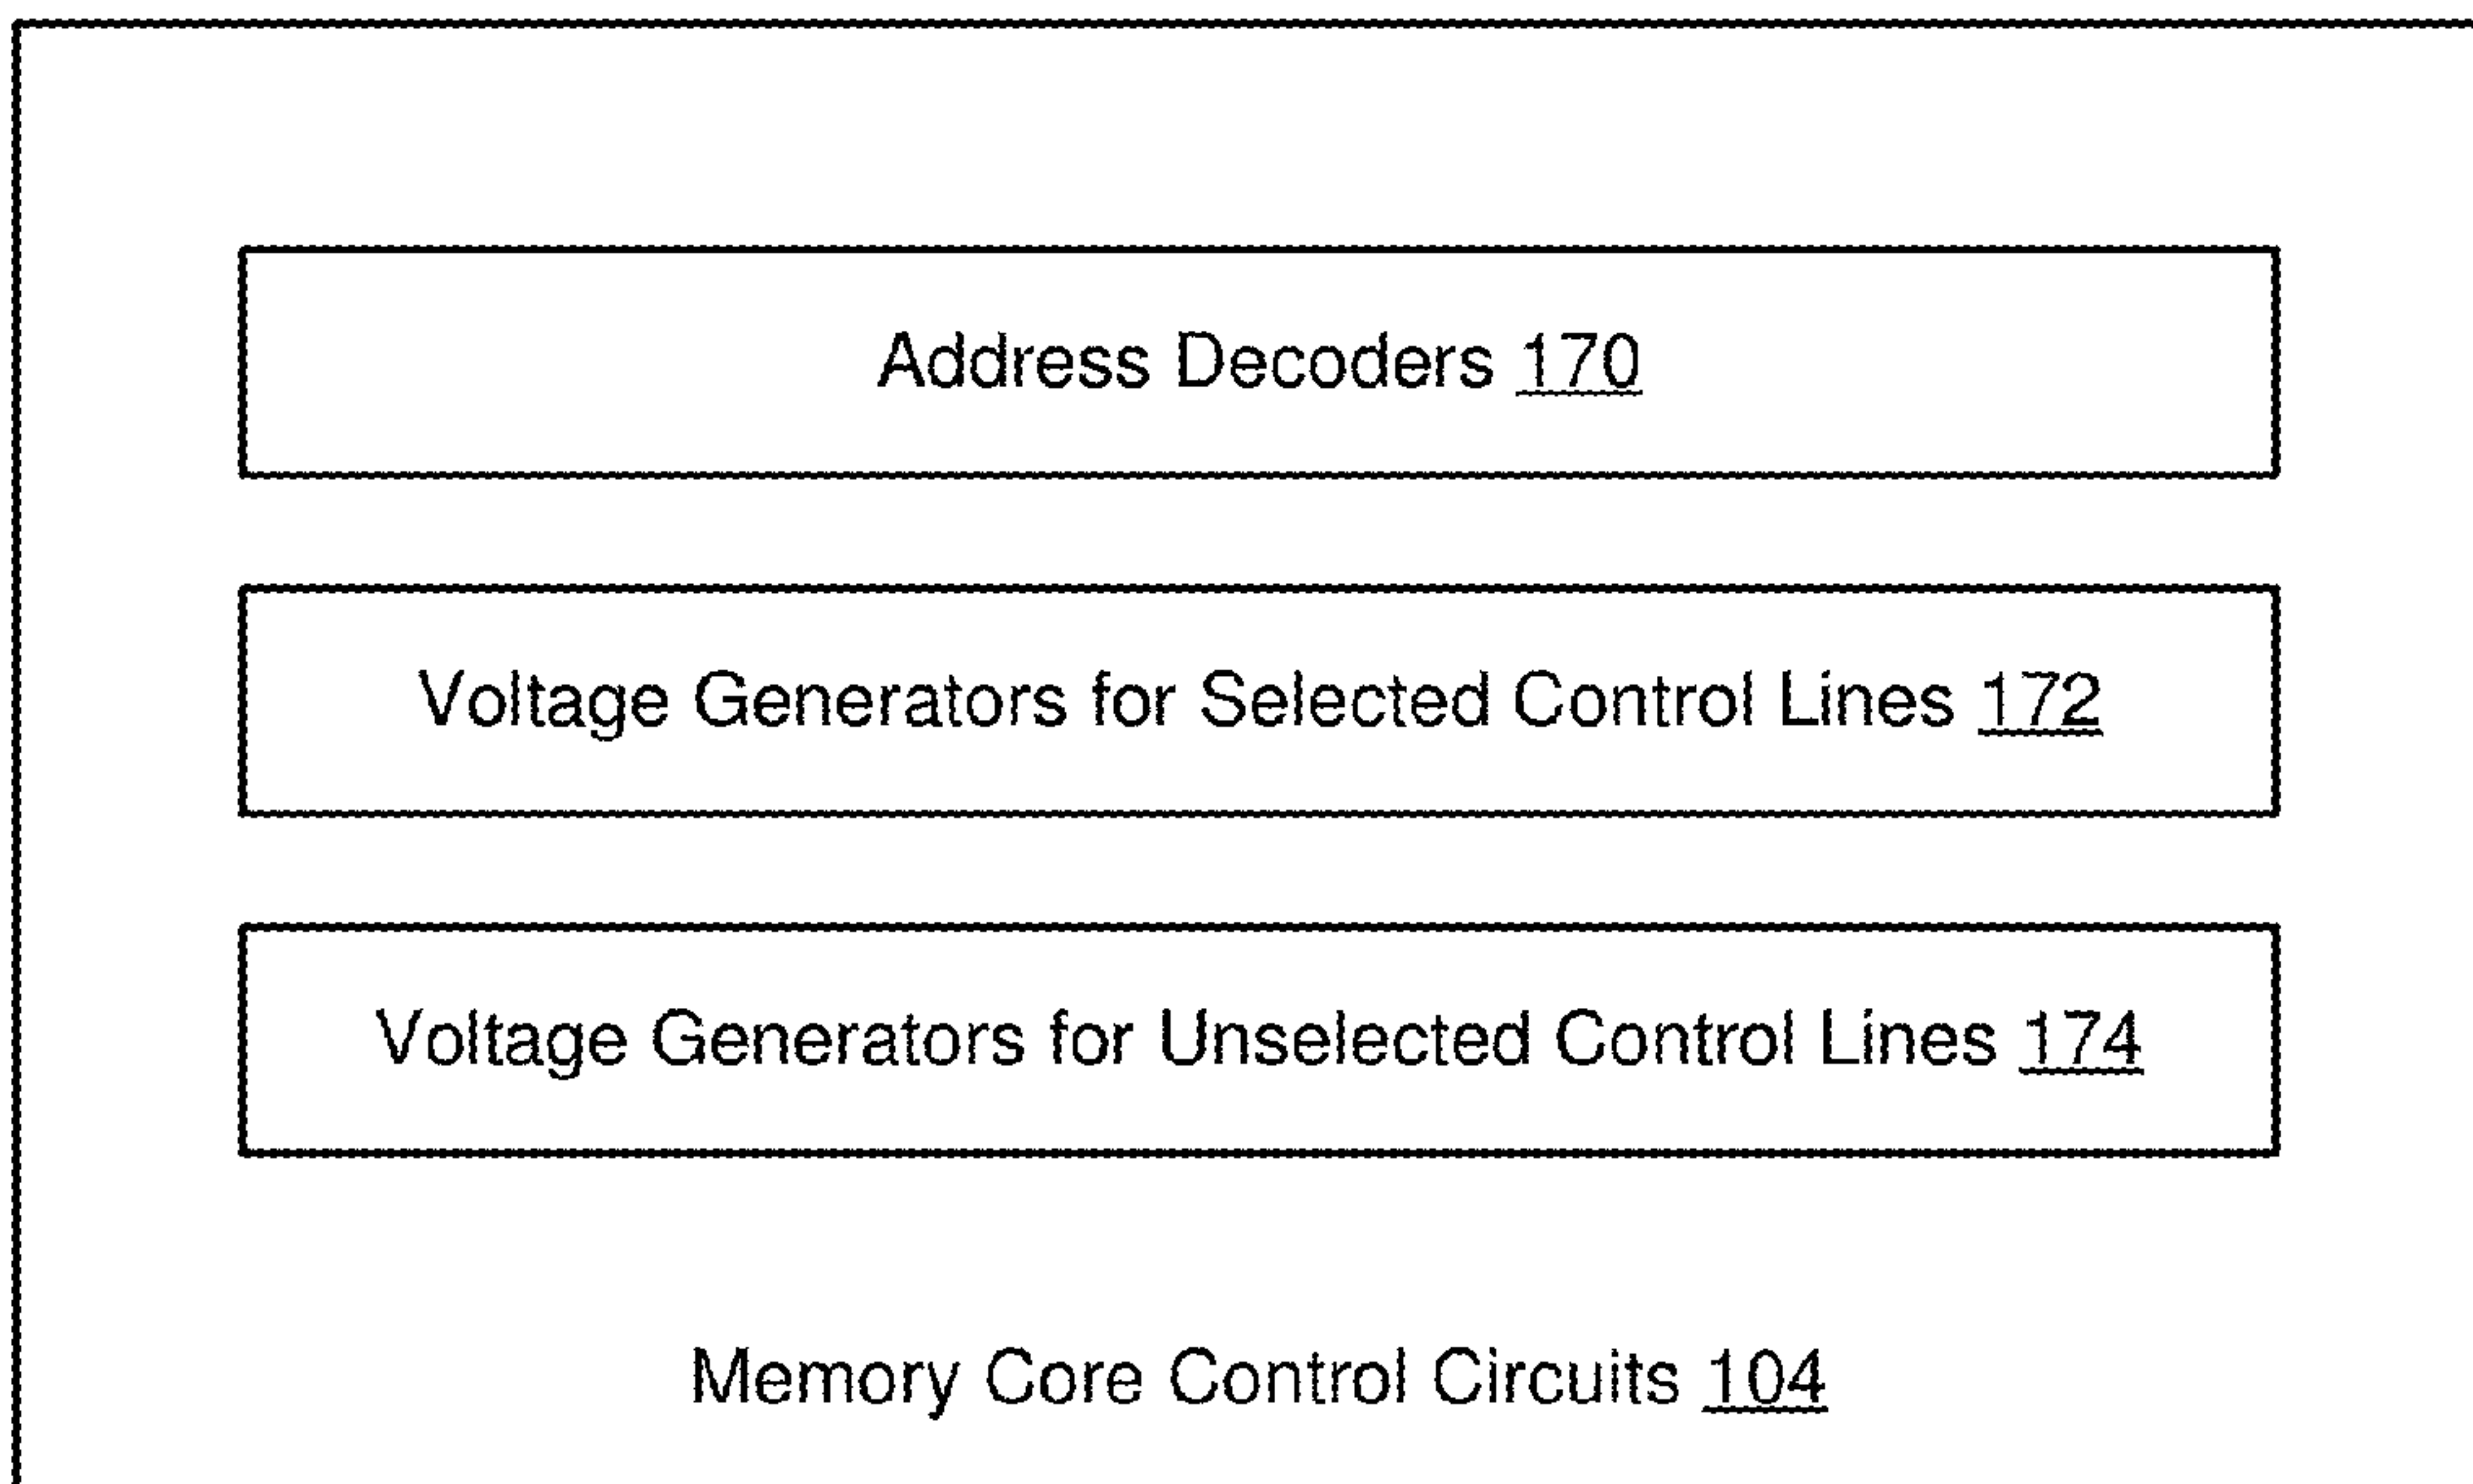 Address Decoders 170
Voltage Generators for Selected Control Lines 172
Voltage Generators for Unselected Control Lines 174
Memory Core Control Circuits 104